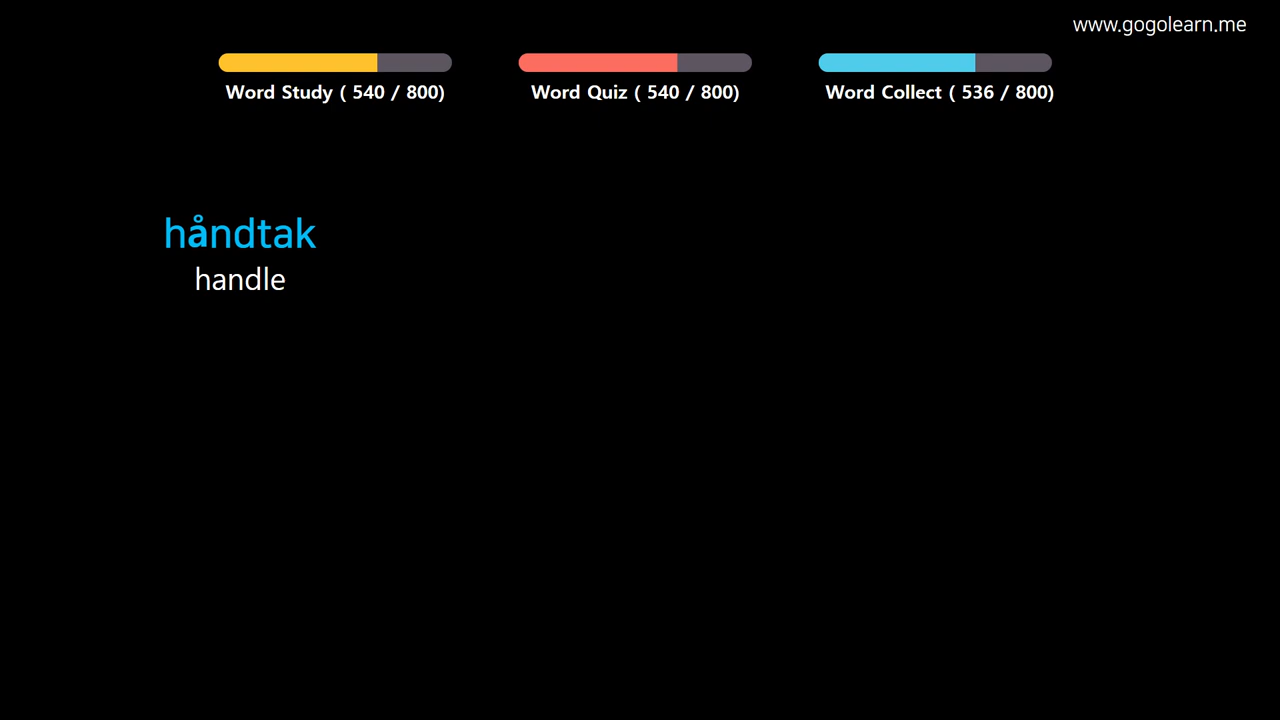 www.gogolearn.me
Word Study ( 540 / 800)
Word Quiz ( 540 / 800)
Word Collect ( 536 / 800)
håndtak
handle